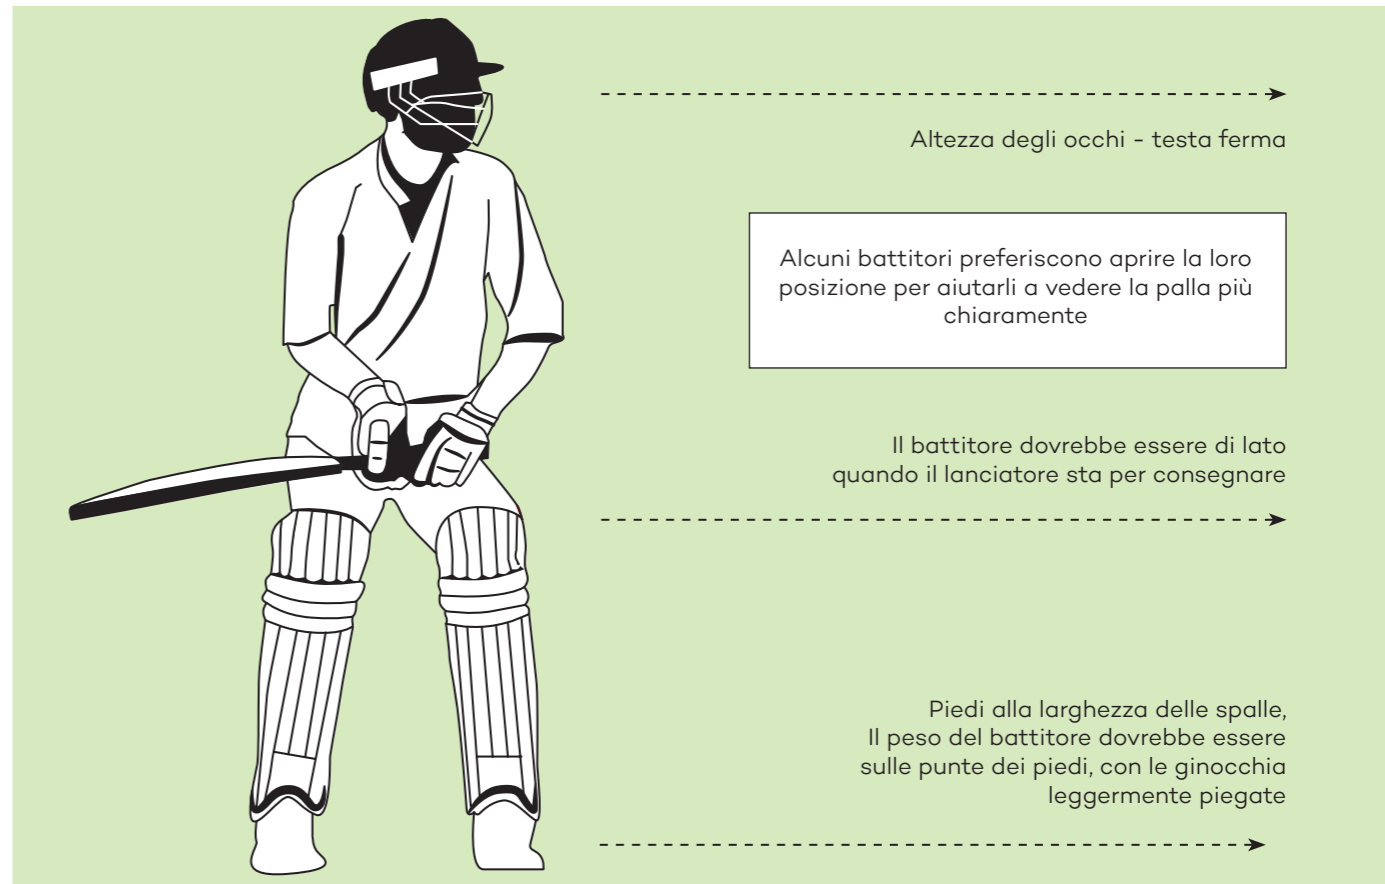 Altezza degli occhi - testa ferma
Alcuni battitori preferiscono aprire la loro
posizione per aiutarli a vedere la palla più
chiaramente
Il battitore dovrebbe essere di lato
quando il lanciatore sta per consegnare
Piedi alla larghezza delle spalle,
Il peso del battitore dovrebbe essere
sulle punte dei piedi, con le ginocchia
leggermente piegate